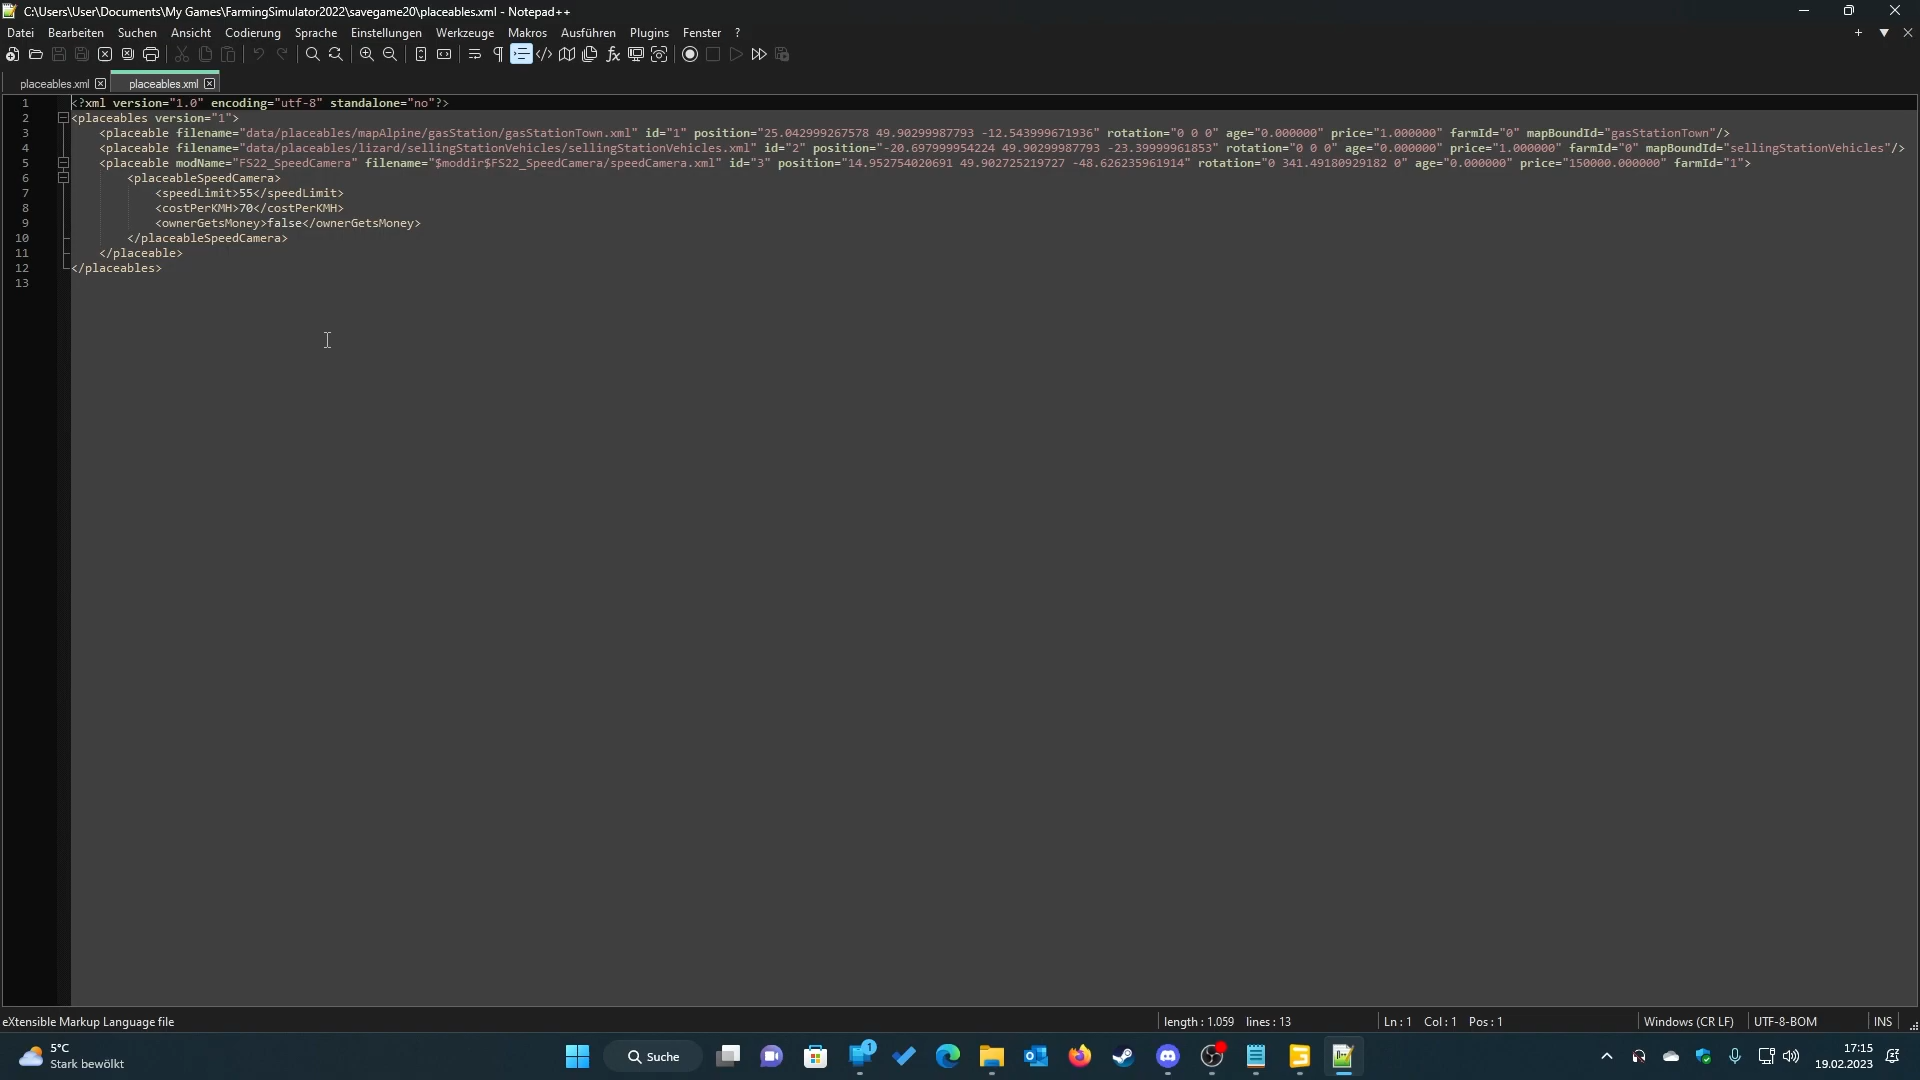 C:\Users\User\Documents\My Games\FarmingSimulator2022\savegame20\placeables.xml - Notepad++
Datei Bearbeiten Suchen Ansicht Codierung Sprache Einstellungen Werkzeuge Makros Ausführen Plugins Fenster ?
placeables.xml placeables.xml
1 <?xml version="1.0" encoding="utf-8" standalone="no"?>
2 <placeables version="1">
3 <placeable filename="data/placeables/mapAlpine/gasStation/gasStationTown.xml" id="1" position="25.042999267578 49.90299987793 -12.543999671936" rotation="0 0 0" age="0.000000" price="1.000000" farmId="0" mapBoundId="gasStationTown"/>
4 <placeable filename="data/placeables/lizard/sellingStationVehicles/sellingStationVehicles.xml" id="2" position="-20.697999954224 49.90299987793 -23.39999961853" rotation="0 0 0" age="0.000000" price="1.000000" farmId="0" mapBoundId="sellingStationVehicles"/>
5 <placeable modName="FS22_SpeedCamera" filename="$moddir$FS22_SpeedCamera/speedCamera.xml" id="3" position="14.952754020691 49.902725219727 -48.626235961914" rotation="0 341.49180929182 0" age="0.000000" price="150000.000000" farmId="1">
6 <placeableSpeedCamera>
7 <speedLimit>55</speedLimit>
8 <costPerKMH>70</costPerKMH>
9 <ownerGetsMoney>false</ownerGetsMoney>
10 </placeableSpeedCamera>
11 </placeable>
12 </placeables>
13
eXtensible Markup Language file length : 1.059 lines : 13 Ln : 1 Col : 1 Pos : 1 Windows (CR LF) UTF-8-BOM INS
5°C
Stark bewölkt
Suche
1
17:15
19.02.2023